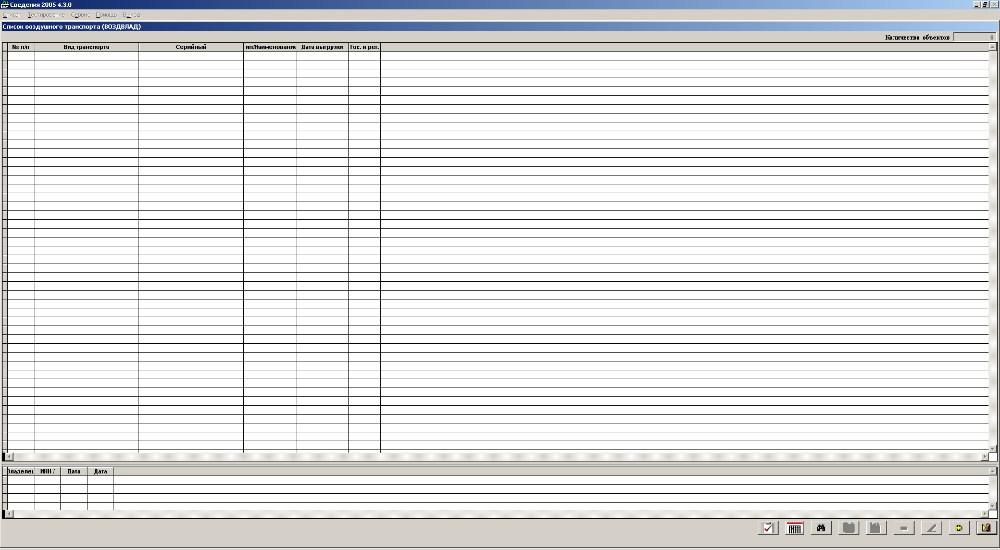 Сведения 2005 4.3.0
Список Тестирование Сервис Помощь Выход
Список воздушного транспорта (ВОЗДВЛАД)
Количество объектов 0
№ п/п Вид транспорта Серийный ип/Наименование Дата выгрузки Гос. и рег.
Владелец ИНН / Дата Дата